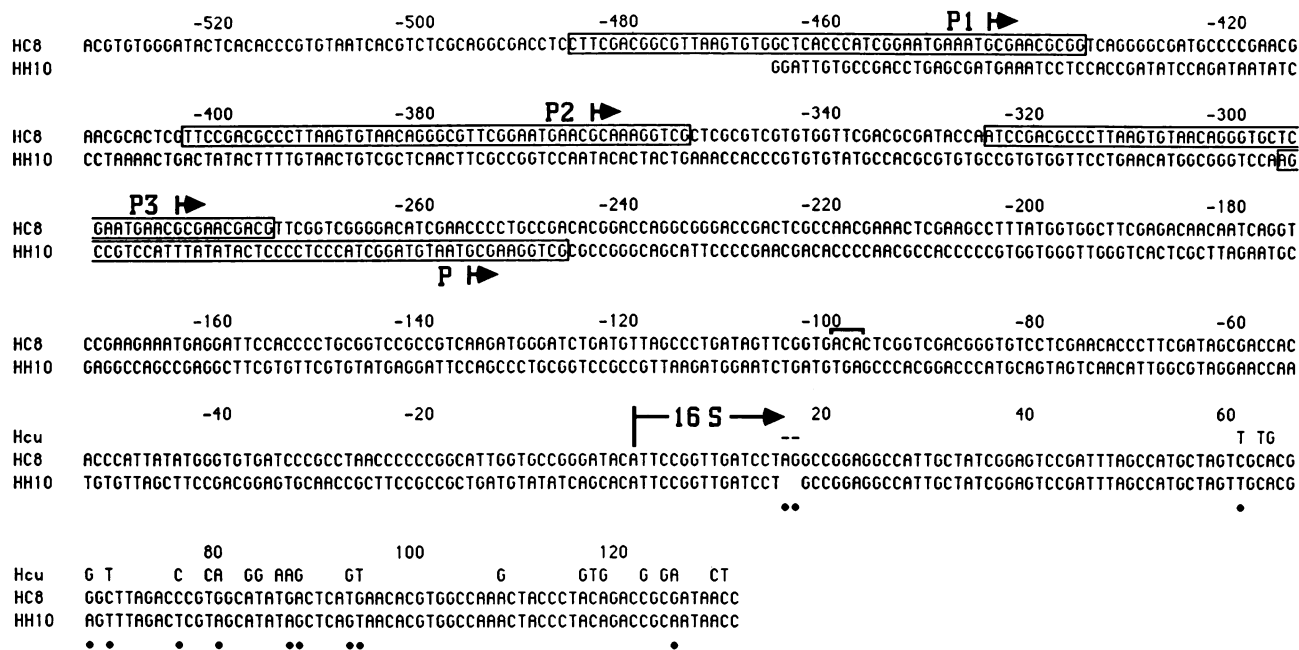 P1
-520 -500 -480 -460 -420
HC8 ACGTGTGGGATACTCACACCCGTGTAATCACGTCTCGCAGGCGACCTCCTTCGACGGCGTTAAGTGTGGCTCACCCATCGGAATGAAATGCGAACGCGGTCAGGGGCGATGCCCCGAACG
HH10 GGATTGTGCCGACCTGAGCGATGAAATCCTCCACCGATATCCAGATAATATC
P2
-400 -380 -340 -320 -300
HC8 AACGCACTCGTTCCGACGCCCTTAAGTGTAACAGGGCGTTCGGAATGAACGCAAAGGTCGCTCGCGTCGTGTGGTTCGACGCGATACCAATCCGACGCCCTTAAGTGTAACAGGGTGCTC
HH10 CCTAAAACTGACTATACTTTTGTAACTGTCGCTCAACTTCGCCGGTCCAATACACTACTGAAACCACCCGTGTGTATGCCACGCGTGTGCCGTGTGGTTCCTGAACATGGCGGGTCCAAG
P3
-260 -240 -220 -200 -180
HC8 GAATGAACGCGAACGACGTTCGGTCGGGGACATCGAACCCCTGCCGACACGGACCAGGCGGGACCGACTCGCCAACGAAACTCGAAGCCTTTATGGTGGCTTCGAGACAACAATCAGGT
HH10 CCGTCCATTTATATACTCCCCTCCCATCGGATGTAATGCGAAGGTCGCGCCGGGCAGCATTCCCCGAACGACACCCCAACGCCACCCCCGTGGTGGGTTGGGTCACTCGCTTAGAATGC
P
-160 -140 -120 -100 -80 -60
HC8 CCGAAGAAATGAGGATTCCACCCCTGCGGTCCGCCGTCAAGATGGGATCTGATGTTAGCCCTGATAGTTCGGTGACACTCGGTCGACGGGTGTCCTCGAACACCCTTCGATAGCGACCAC
HH10 GAGGCCAGCCGAGGCTTCGTGTTCGTGTATGAGGATTCCAGCCCTGCGGTCCGCCGTTAAGATGGAATCTGATGTGAGCCCACGGACCCATGCAGTAGTCAACATTGGCGTAGGAACCAA
-40 -20 16 S 20 40 60
Hcu -- T TG
HC8 ACCCATTATATGGGTGTGATCCCGCCTAACCCCCCGGCATTGGTGCCGGGATACATTCCGGTTGATCCTAGGCCGGAGGCCATTGCTATCGGAGTCCGATTTAGCCATGCTAGTCGCACG
HH10 TGTGTTAGCTTCCGACGGAGTGCAACCGCTTCCGCCGCTGATGTATATCAGCACATTCCGGTTGATCCT GCCGGAGGCCATTGCTATCGGAGTCCGATTTAGCCATGCTAGTTGCACG
80 100 120
Hcu G T C CA GG AAG GT G GTG G GA CT
HC8 GGCTTAGACCCGTGGCATATGACTCATGAACACGTGGCCAAACTACCCTACAGACCGCGATAACC
HH10 AGTTTAGACTCGTAGCATATAGCTCAGTAACACGTGGCCAAACTACCCTACAGACCGCAATAACC